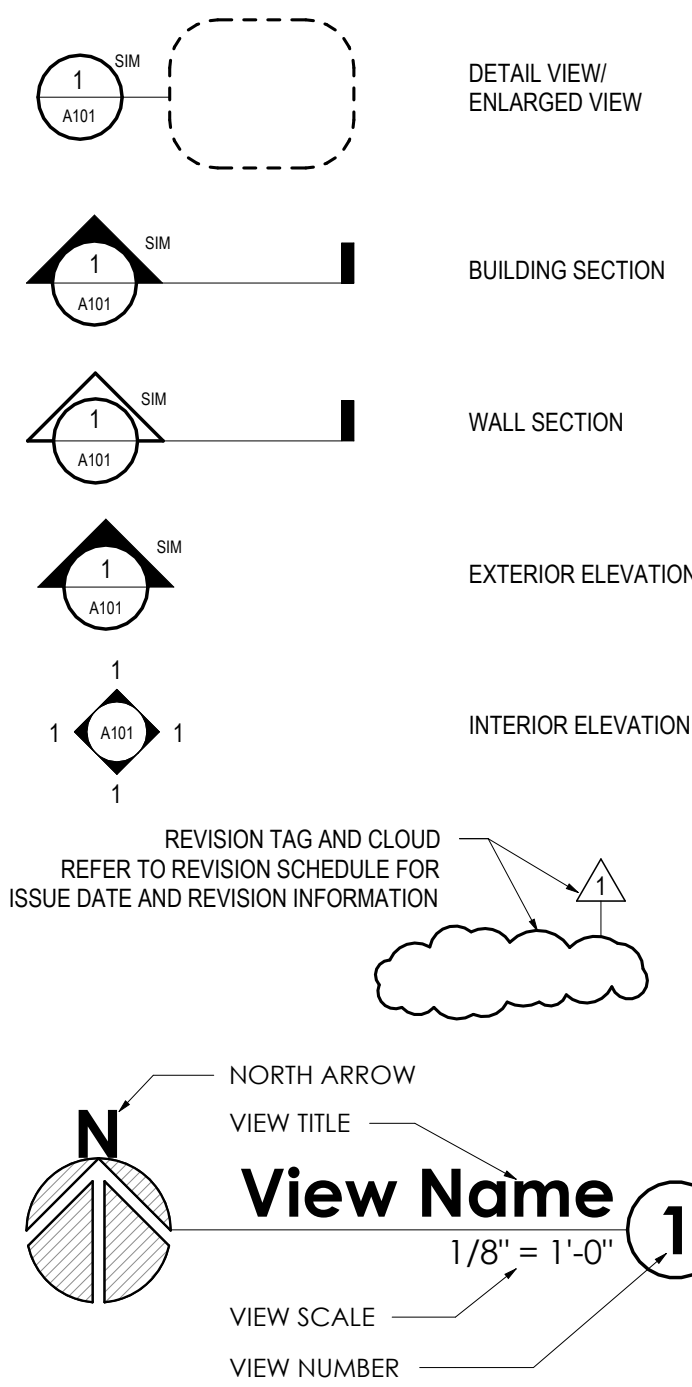 SIM
1
A101
DETAIL VIEW/
ENLARGED VIEW
SIM
1
A101
BUILDING SECTION
SIM
1
A101
WALL SECTION
SIM
1
A101
EXTERIOR ELEVATION
1
1 A101 1
1
INTERIOR ELEVATION
REVISION TAG AND CLOUD
REFER TO REVISION SCHEDULE FOR
ISSUE DATE AND REVISION INFORMATION
1
NORTH ARROW
N
VIEW TITLE
View Name
1
1/8" = 1'-0"
VIEW SCALE
VIEW NUMBER